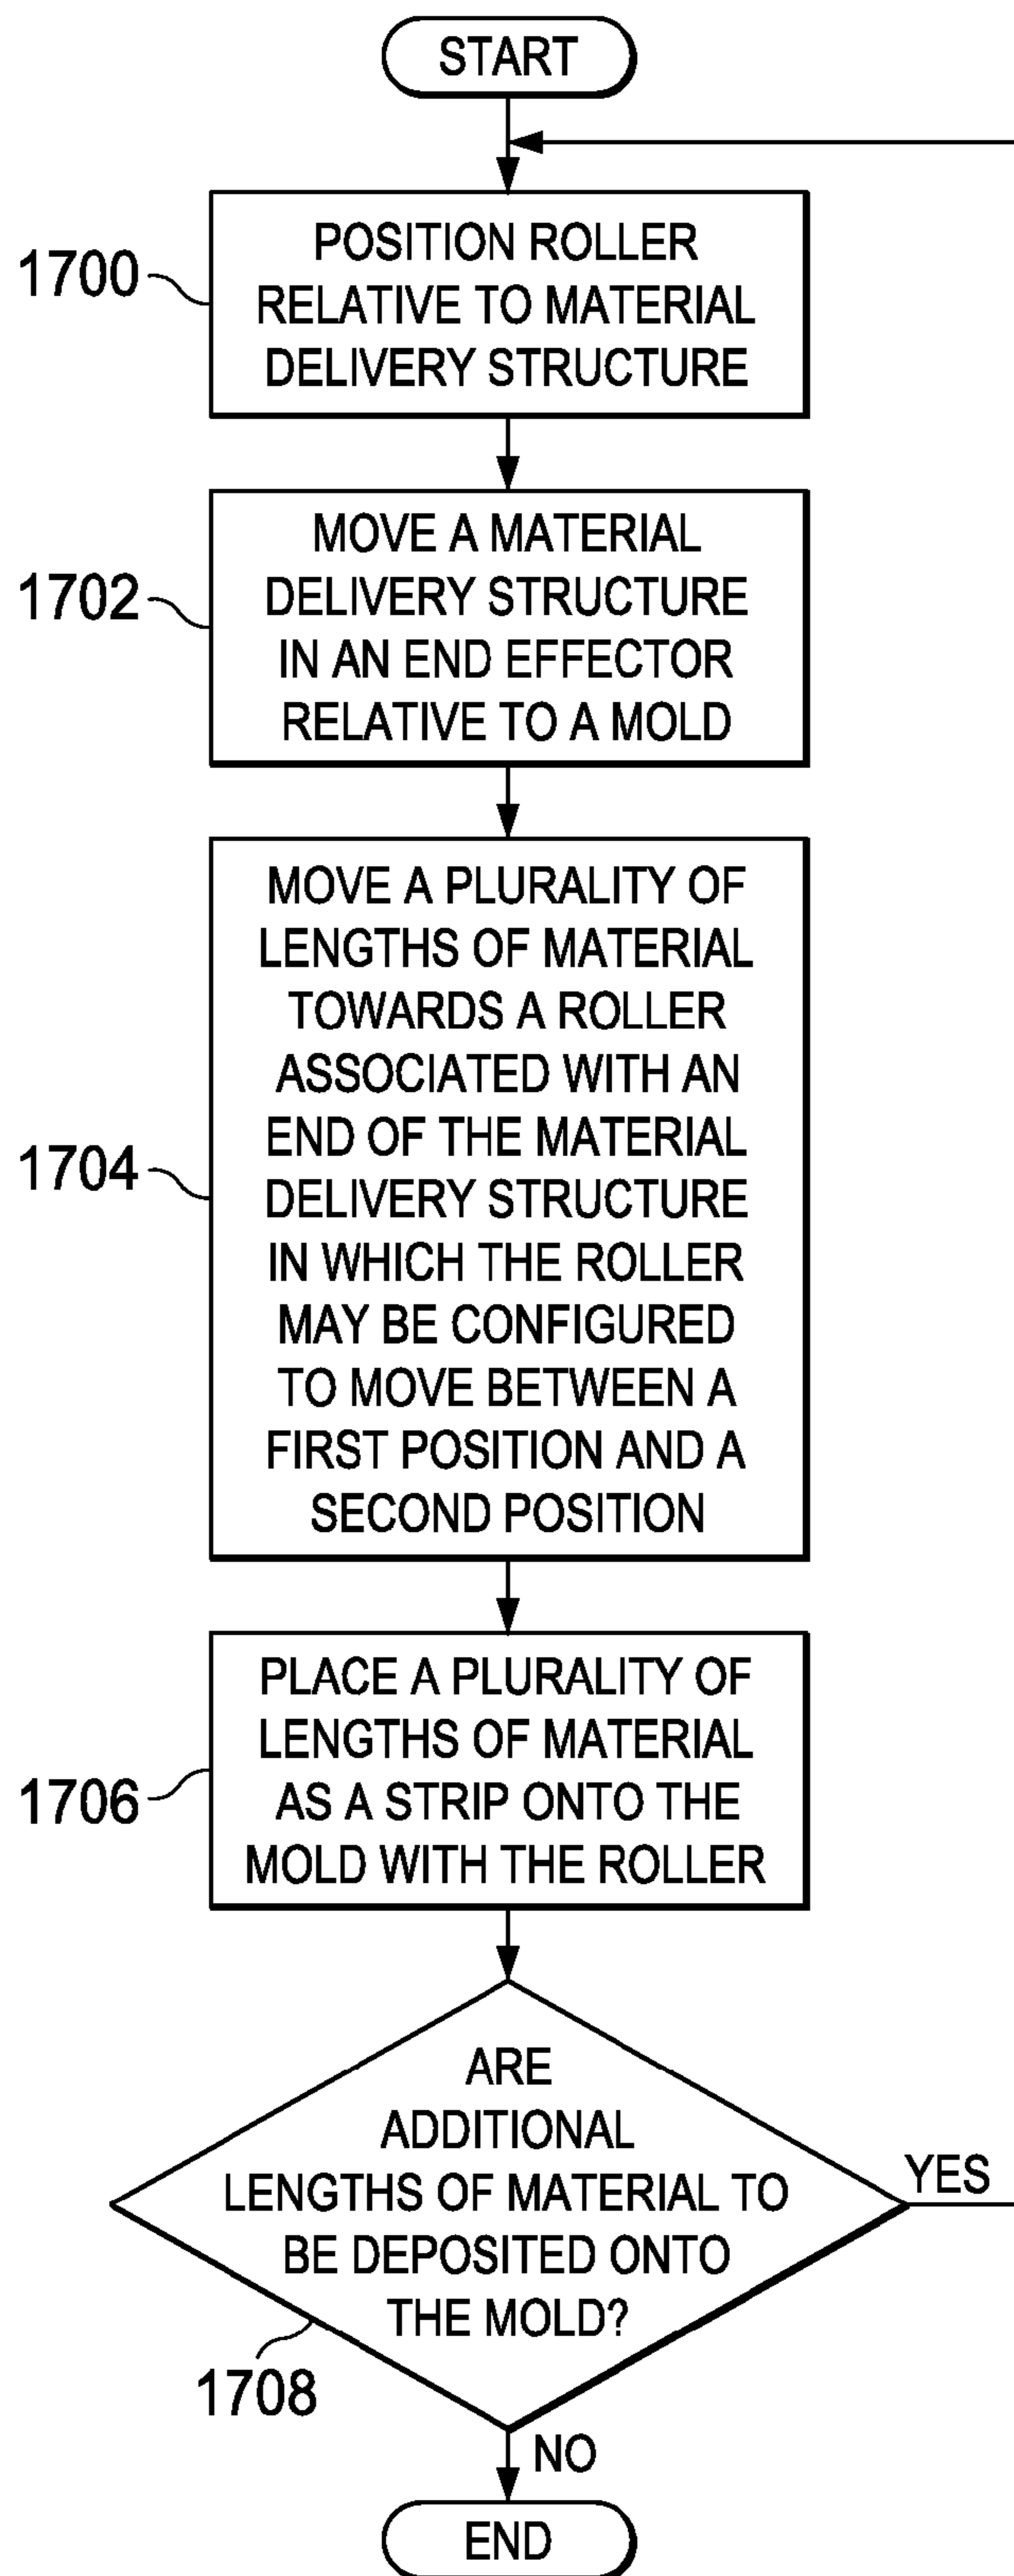 START
1700
POSITION ROLLER
RELATIVE TO MATERIAL
DELIVERY STRUCTURE
1702
MOVE A MATERIAL
DELIVERY STRUCTURE
IN AN END EFFECTOR
RELATIVE TO A MOLD
1704
MOVE A PLURALITY OF
LENGTHS OF MATERIAL
TOWARDS A ROLLER
ASSOCIATED WITH AN
END OF THE MATERIAL
DELIVERY STRUCTURE
IN WHICH THE ROLLER
MAY BE CONFIGURED
TO MOVE BETWEEN A
FIRST POSITION AND A
SECOND POSITION
1706
PLACE A PLURALITY OF
LENGTHS OF MATERIAL
AS A STRIP ONTO THE
MOLD WITH THE ROLLER
ARE
ADDITIONAL
LENGTHS OF MATERIAL TO
BE DEPOSITED ONTO
THE MOLD?
YES
1708
NO
END